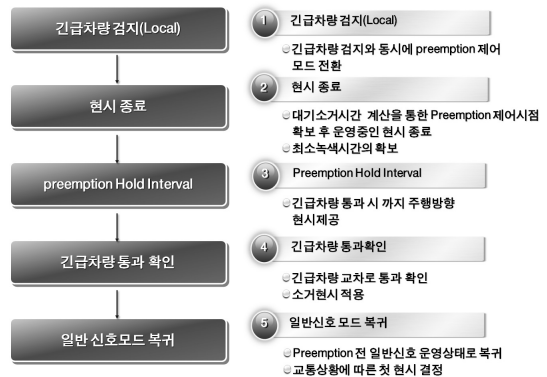 긴급차량 검지(Local)
현시 종료
preemption Hold Interval
긴급차량 통과 확인
일반 신호모드 복귀
1 긴급차량 검지(Local)
긴급차량 검지와 동시에 preemption 제어
모드 전환
2 현시 종료
대기소거시간 계산을 통한 Preemption 제어시점
확보 후 운영중인 현시 종료
최소녹색시간의 확보
3 Preemption Hold Interval
긴급차량 통과 시 까지 주행방향
현시제공
4 긴급차량 통과확인
긴급차량 교차로 통과 확인
소거현시 적용
5 일반신호 모드 복귀
Preemption 전 일반신호 운영상태로 복귀
교통상황에 따른 첫 현시 결정